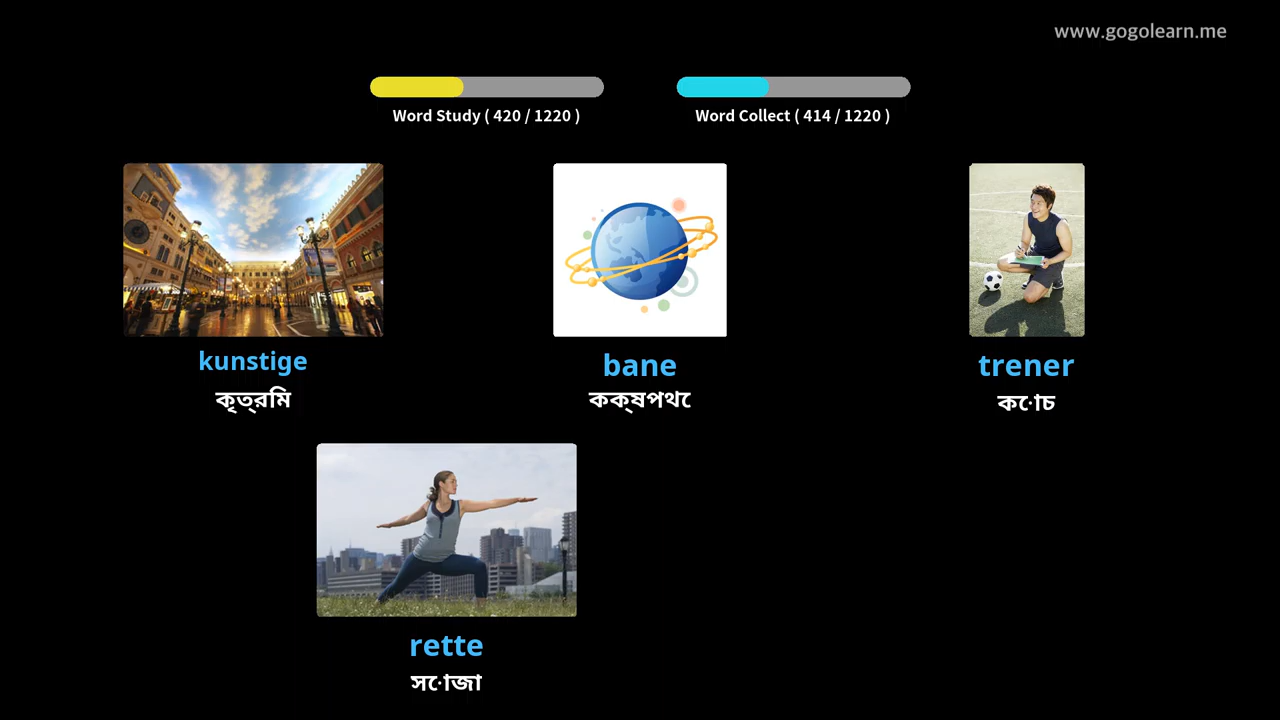 www.gogolearn.me
Word Study ( 420 / 1220 )
Word Collect ( 414 / 1220 )
kunstige
কৃত্রিম
bane
কক্ষপথে
trener
কোচ
rette
সোজা